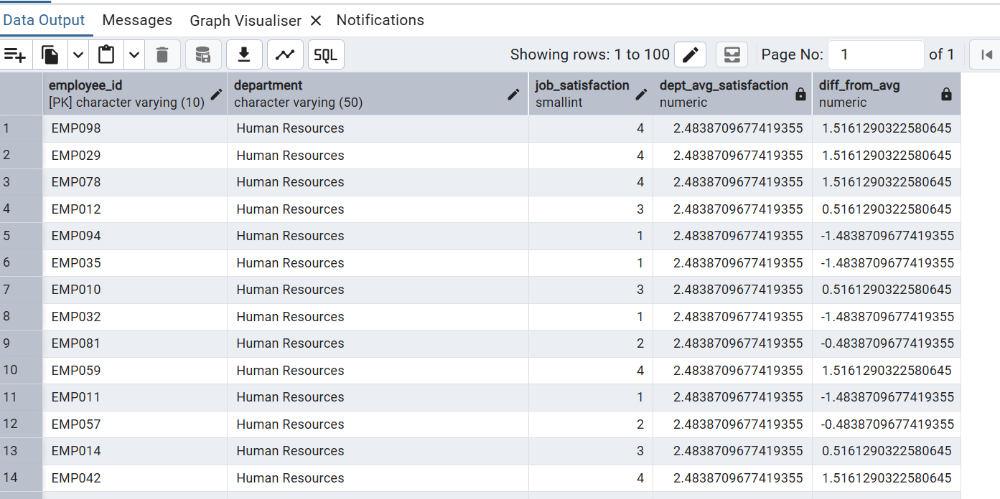 Data Output Messages Graph Visualiser Notifications
SQL Showing rows: 1 to 100 Page No: 1 of 1
employee_id department job_satisfaction dept_avg_satisfaction diff_from_avg
[PK] character varying (10) character varying (50) smallint numeric numeric
1 EMP098 Human Resources 4 2.4838709677419355 1.5161290322580645
2 EMP029 Human Resources 4 2.4838709677419355 1.5161290322580645
3 EMP078 Human Resources 4 2.4838709677419355 1.5161290322580645
4 EMP012 Human Resources 3 2.4838709677419355 0.5161290322580645
5 EMP094 Human Resources 1 2.4838709677419355 -1.4838709677419355
6 EMP035 Human Resources 1 2.4838709677419355 -1.4838709677419355
7 EMP010 Human Resources 3 2.4838709677419355 0.5161290322580645
8 EMP032 Human Resources 1 2.4838709677419355 -1.4838709677419355
9 EMP081 Human Resources 2 2.4838709677419355 -0.4838709677419355
10 EMP059 Human Resources 4 2.4838709677419355 1.5161290322580645
11 EMP011 Human Resources 1 2.4838709677419355 -1.4838709677419355
12 EMP057 Human Resources 2 2.4838709677419355 -0.4838709677419355
13 EMP014 Human Resources 3 2.4838709677419355 0.5161290322580645
14 EMP042 Human Resources 4 2.4838709677419355 1.5161290322580645